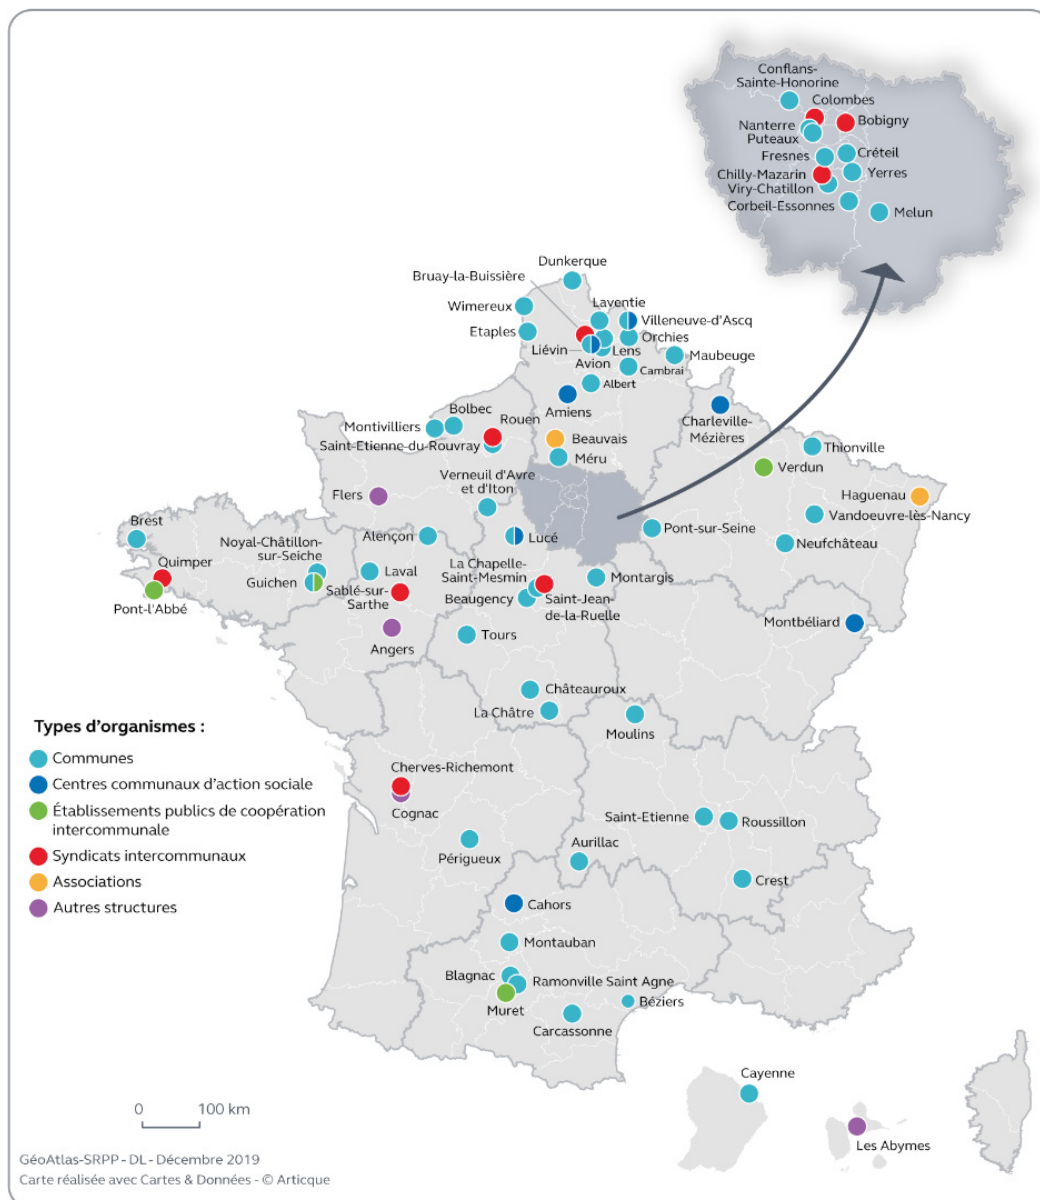 Conflans-
Sainte-Honorine
Colombes
Bobigny
Nanterre
Puteaux
Fresnes
Créteil
Chilly-Mazarin
Yerres
Viry-Chatillon
Corbeil-Essonnes
Melun
Dunkerque
Bruay-la-Buissière
Laventie
Wimereux
Villeneuve-d'Ascq
Etaples
Orchies
Liévin
Lens
Maubeuge
Avion
Cambrai
Albert
Amiens
Charleville-
Mézières
Bolbec
Montivilliers
Rouen
Saint-Etienne-du-Rouvray
Beauvais
Méru
Thionville
Verdun
Verneuil d'Avre
et d'Iton
Flers
Haguenau
Vandoeuvre-lès-Nancy
Brest
Alençon
Lucé
Pont-sur-Seine
Neufchâteau
Noyal-Châtillon-
sur-Seiche
Quimper
Guichen
Laval
La Chapelle-
Saint-Mesmin
Montargis
Pont-l'Abbé
Sablé-sur-
Sarthe
Beaugency
Saint-Jean-
de-la-Ruelle
Angers
Tours
Montbéliard
Châteauroux
La Châtre
Moulins
Types d'organismes :
Communes
Centres communaux d'action sociale
Établissements publics de coopération
intercommunale
Syndicats intercommunaux
Associations
Autres structures
Cherves-Richemont
Cognac
Saint-Etienne
Roussillon
Périgueux
Aurillac
Crest
Cahors
Montauban
Blagnac
Ramonville Saint Agne
Muret
Béziers
Carcassonne
Cayenne
Les Abymes
0
100 km
GéoAtlas-SRPP - DL - Décembre 2019
Carte réalisée avec Cartes & Données - © Articque